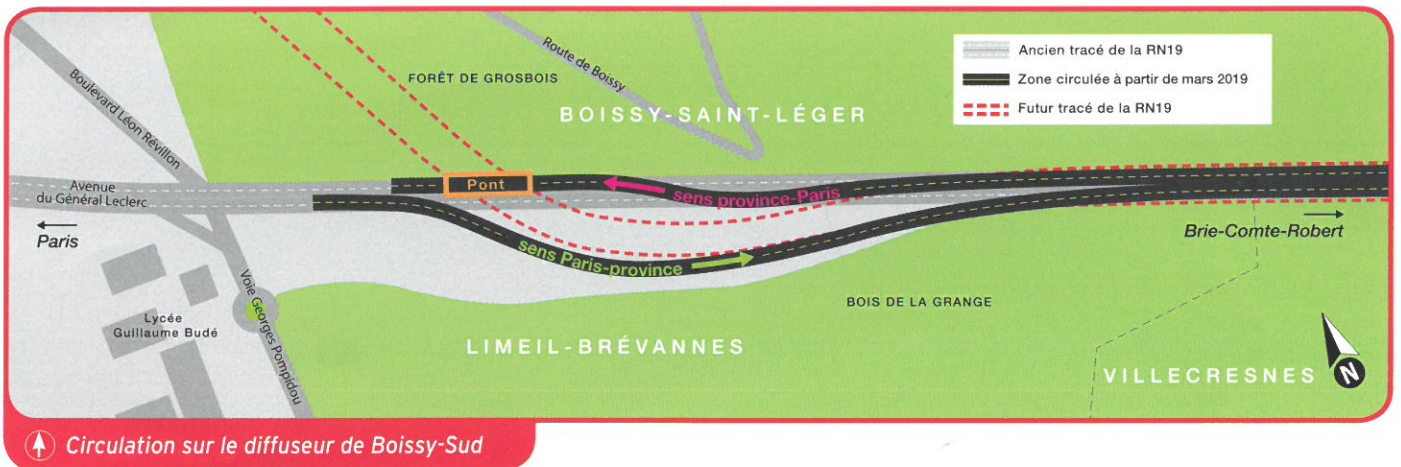 Boulevard Léon Révillon
FORÊT DE GROSBOIS
Route de Boissy
BOISSY-SAINT-LÉGER
Ancien tracé de la RN19
Zone circulée à partir de mars 2019
Futur tracé de la RN19
Avenue
du Général Leclerc
Pont
sens province-Paris
Paris
sens Paris-province
Brie-Comte-Robert
Voie Georges Pompidou
Lycée
Guillaume Budé
BOIS DE LA GRANGE
LIMEIL-BRÉVANNES
VILLECRESNES
N
Circulation sur le diffuseur de Boissy-Sud